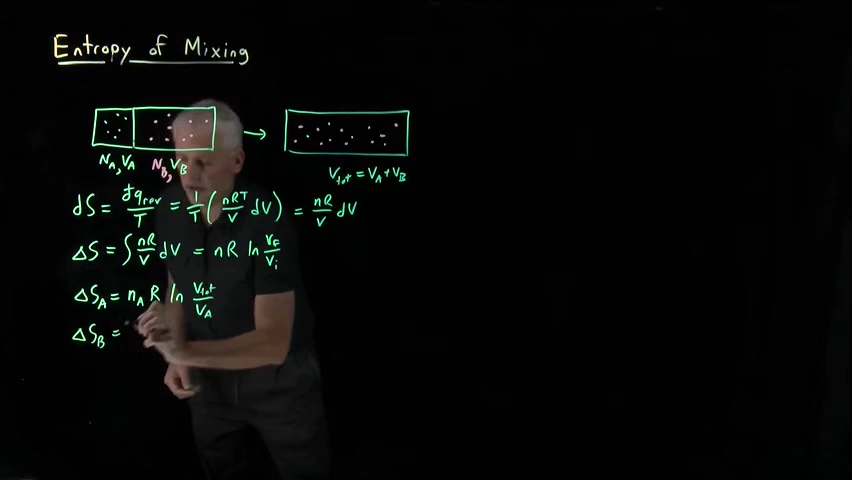 Entropy of Mixing
N_A, V_A N_B, V_B → V_tot = V_A + V_B
dS = đq_rev/T = 1/T (nRT/V dV) = nR/V dV
ΔS = ∫ nR/V dV = nR ln V_f/V_i
ΔS_A = n_A R ln V_tot/V_A
ΔS_B =